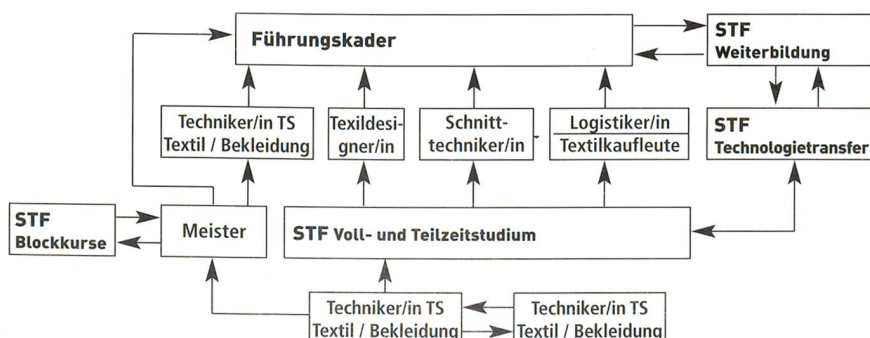 Führungskader
STF
Weiterbildung
Techniker/in TS
Textil / Bekleidung
Texildesi-
gner/in
Schnitt-
techniker/in
Logistiker/in
Textilkaufleute
STF
Technologietransfer
STF
Blockkurse
Meister
STF Voll- und Teilzeitstudium
Techniker/in TS
Textil / Bekleidung
Techniker/in TS
Textil / Bekleidung